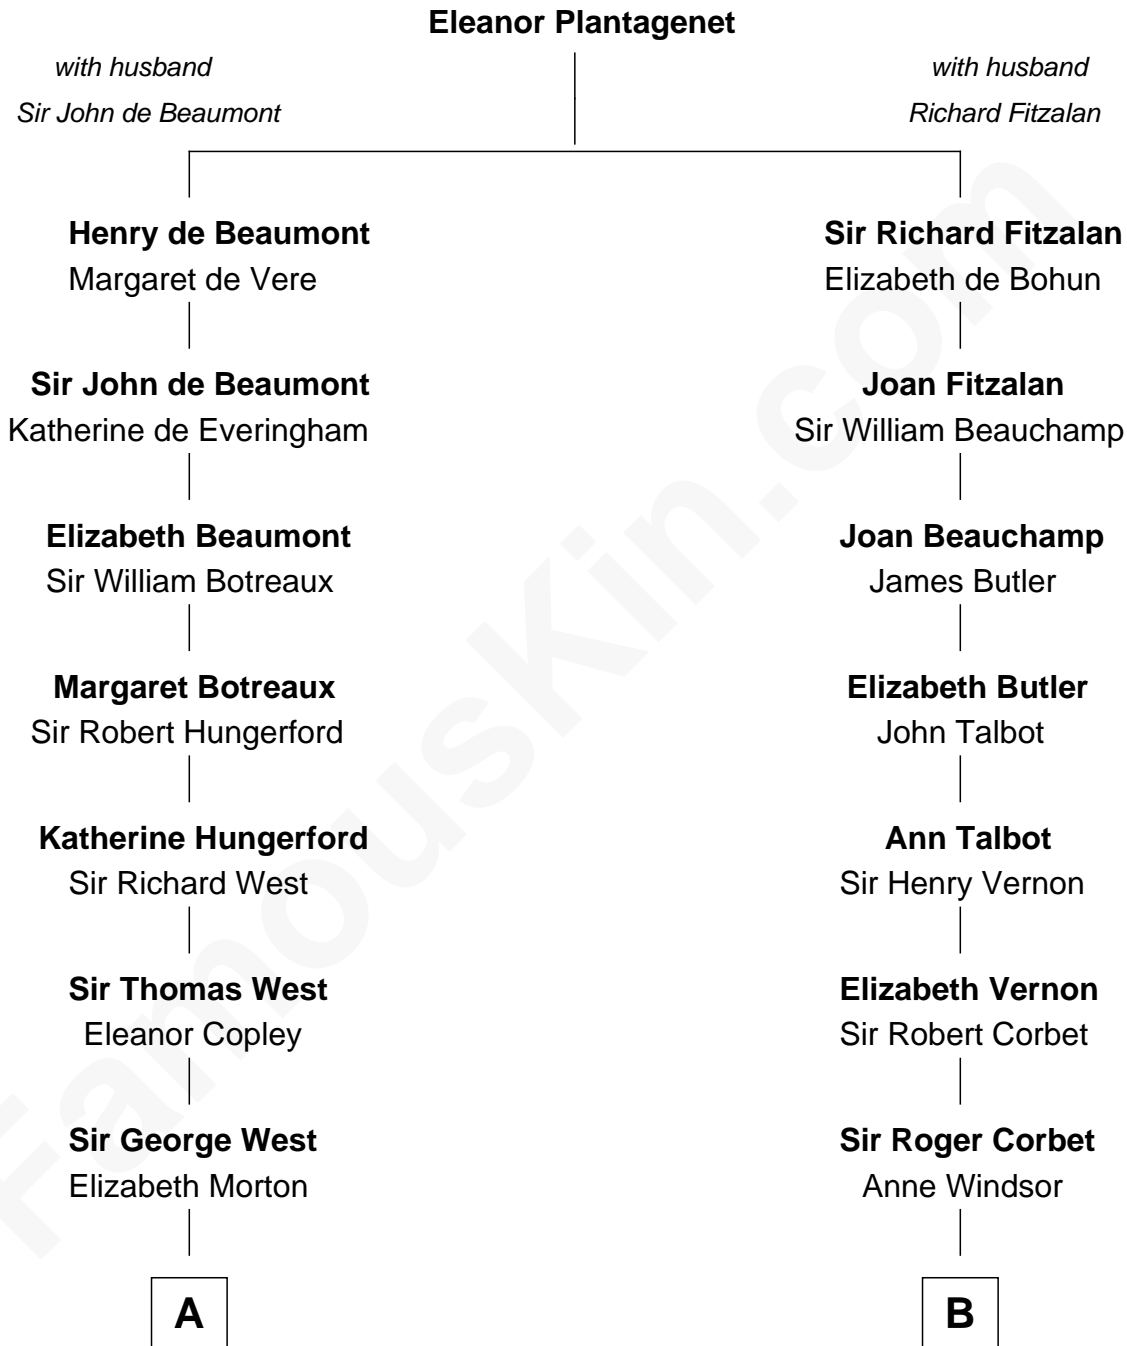 Eleanor Plantagenet
with husband
Sir John de Beaumont
with husband
Richard Fitzalan
Henry de Beaumont
Margaret de Vere
Sir Richard Fitzalan
Elizabeth de Bohun
Sir John de Beaumont
Katherine de Everingham
Joan Fitzalan
Sir William Beauchamp
Elizabeth Beaumont
Sir William Botreaux
Joan Beauchamp
James Butler
Margaret Botreaux
Sir Robert Hungerford
Elizabeth Butler
John Talbot
Katherine Hungerford
Sir Richard West
Ann Talbot
Sir Henry Vernon
Sir Thomas West
Eleanor Copley
Elizabeth Vernon
Sir Robert Corbet
Sir George West
Elizabeth Morton
Sir Roger Corbet
Anne Windsor
A
B
FamousKin.com